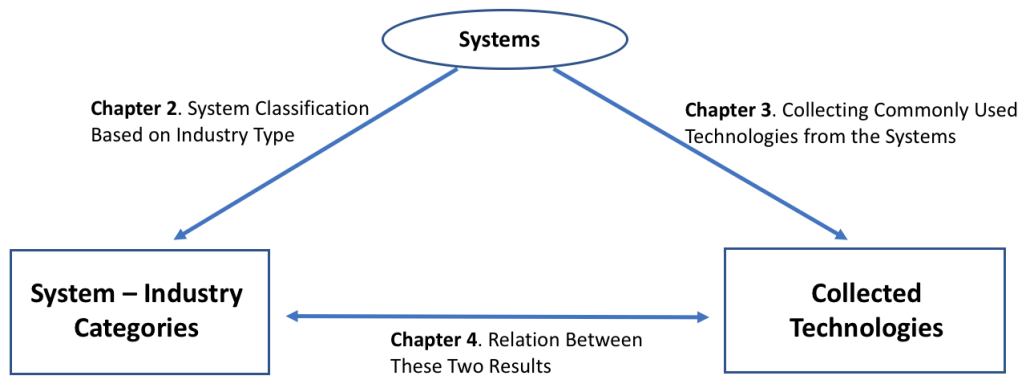 Systems
Chapter 2. System Classification
Based on Industry Type
Chapter 3. Collecting Commonly Used
Technologies from the Systems
System – Industry
Categories
Collected
Technologies
Chapter 4. Relation Between
These Two Results